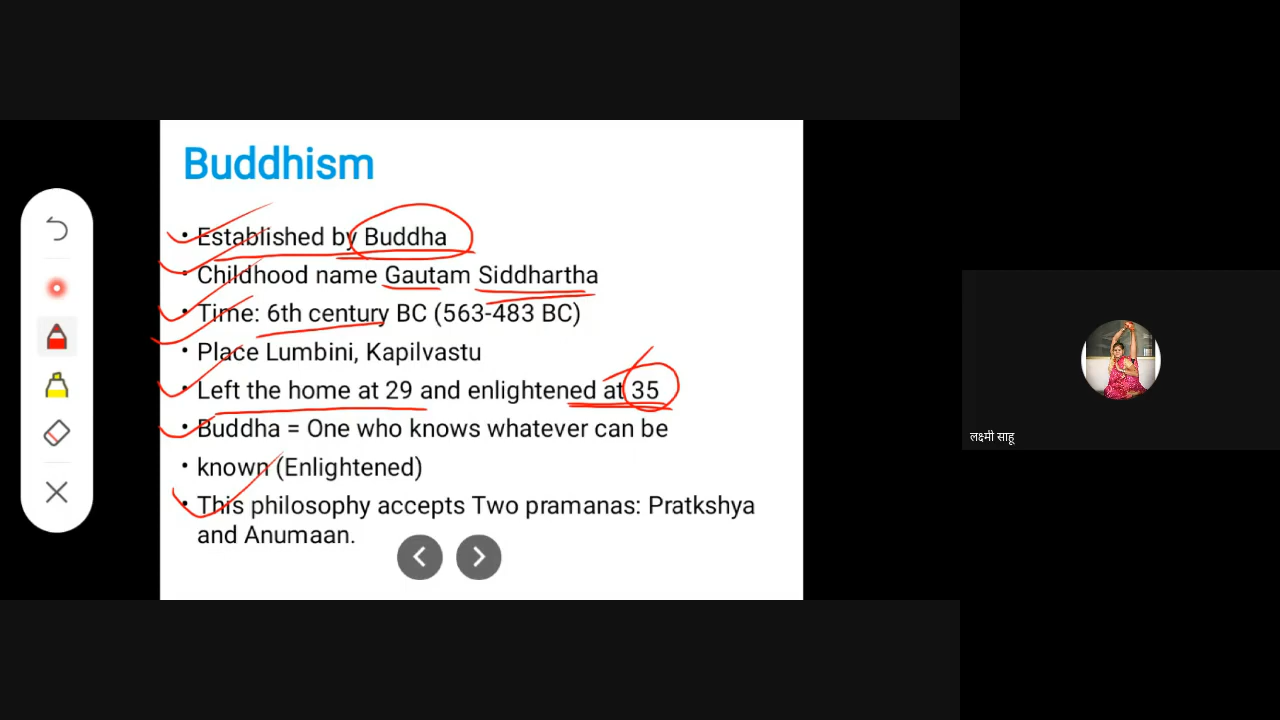 Buddhism
• Established by Buddha
• Childhood name Gautam Siddhartha
• Time: 6th century BC (563-483 BC)
• Place Lumbini, Kapilvastu
• Left the home at 29 and enlightened at 35
• Buddha = One who knows whatever can be
• known (Enlightened)
• This philosophy accepts Two pramanas: Pratkshya
and Anumaan.
लक्ष्मी साहू